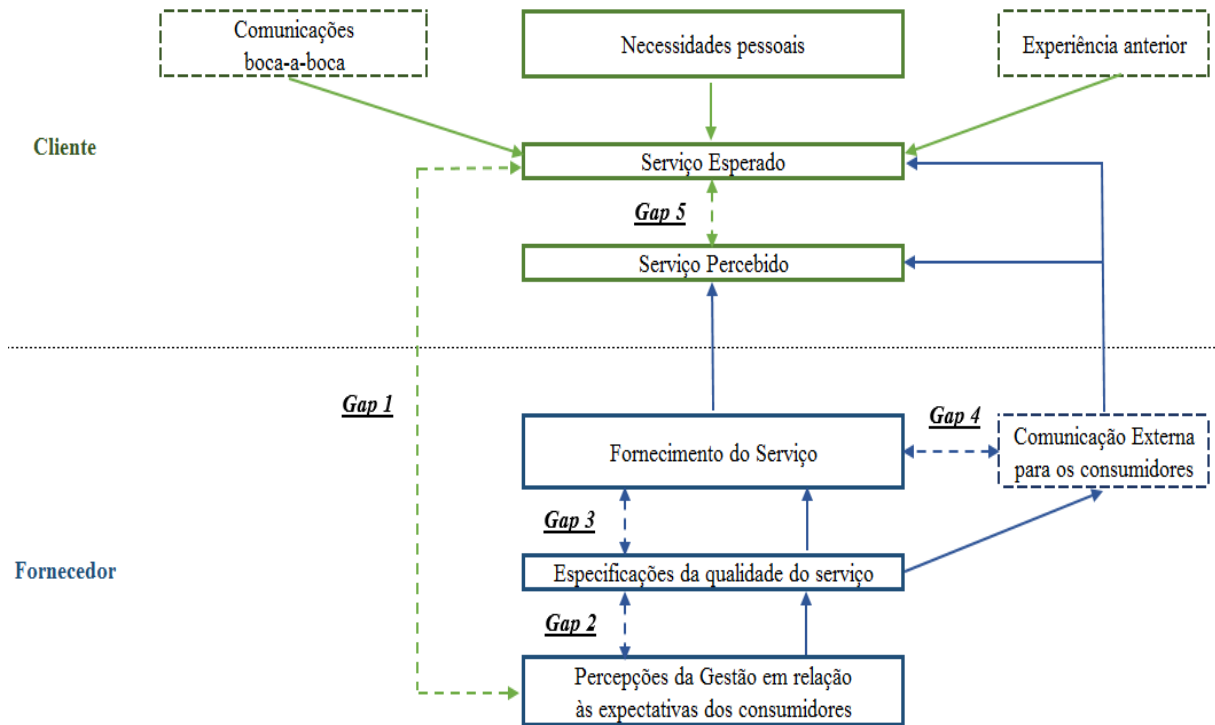 Comunicações
boca-a-boca
Necessidades pessoais
Experiência anterior
Cliente
Serviço Esperado
Gap 5
Serviço Percebido
Gap 1
Fornecimento do Serviço
Gap 4
Comunicação Externa
para os consumidores
Gap 3
Fornecedor
Especificações da qualidade do serviço
Gap 2
Percepções da Gestão em relação
às expectativas dos consumidores